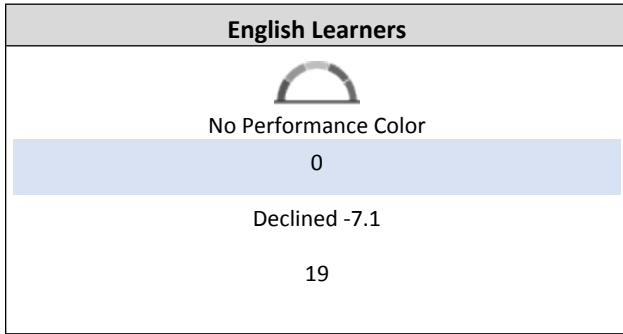 English Learners
No Performance Color
0
Declined -7.1
19